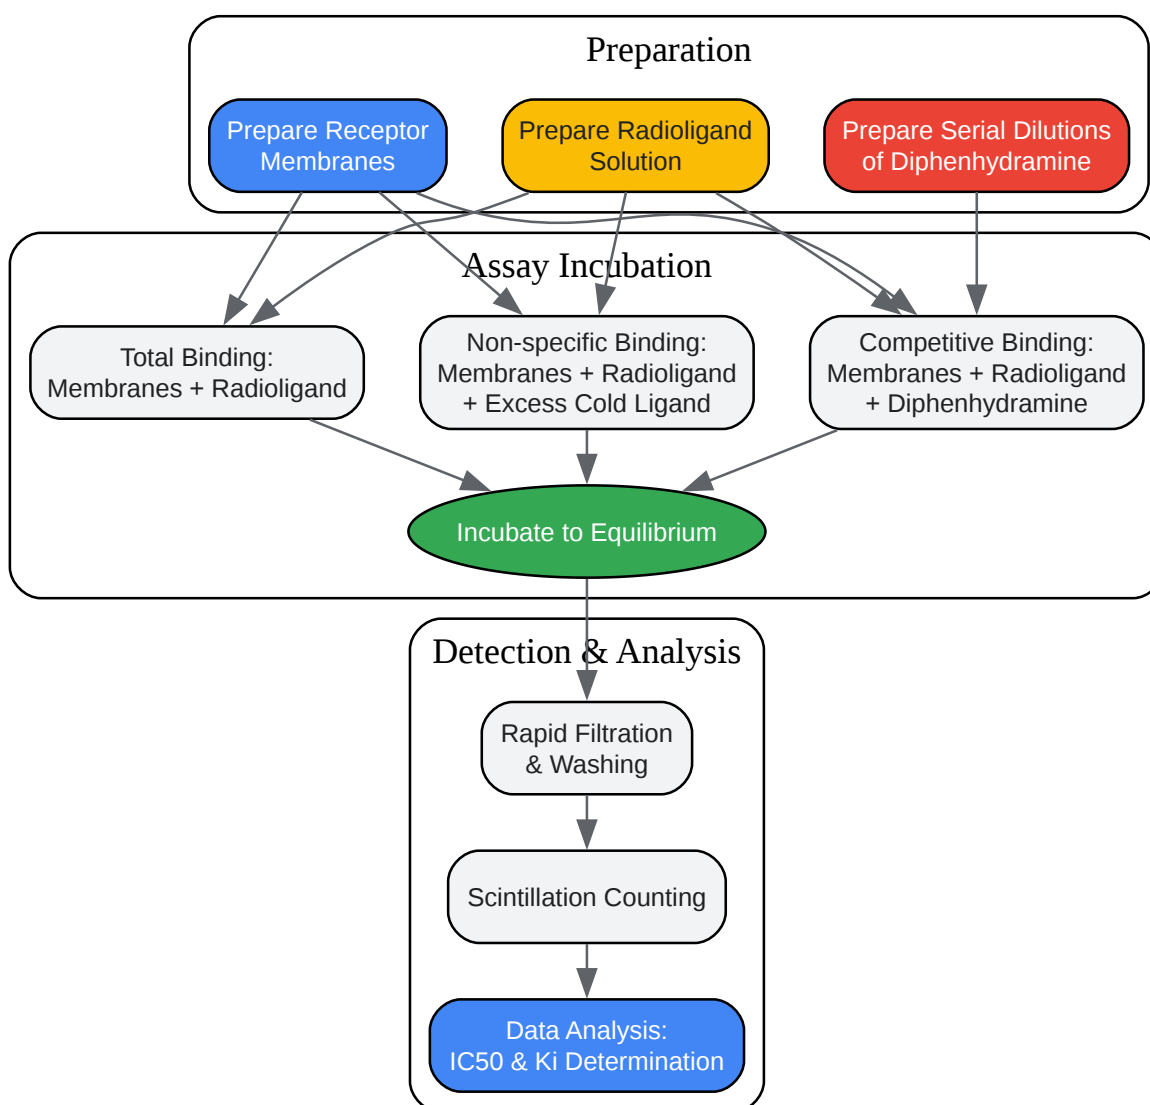 Preparation
Prepare Receptor
Membranes
Prepare Radioligand
Solution
Prepare Serial Dilutions
of Diphenhydramine
Assay Incubation
Total Binding:
Membranes + Radioligand
Non-specific Binding:
Membranes + Radioligand
+ Excess Cold Ligand
Competitive Binding:
Membranes + Radioligand
+ Diphenhydramine
Incubate to Equilibrium
Detection & Analysis
Rapid Filtration
& Washing
Scintillation Counting
Data Analysis:
IC50 & Ki Determination